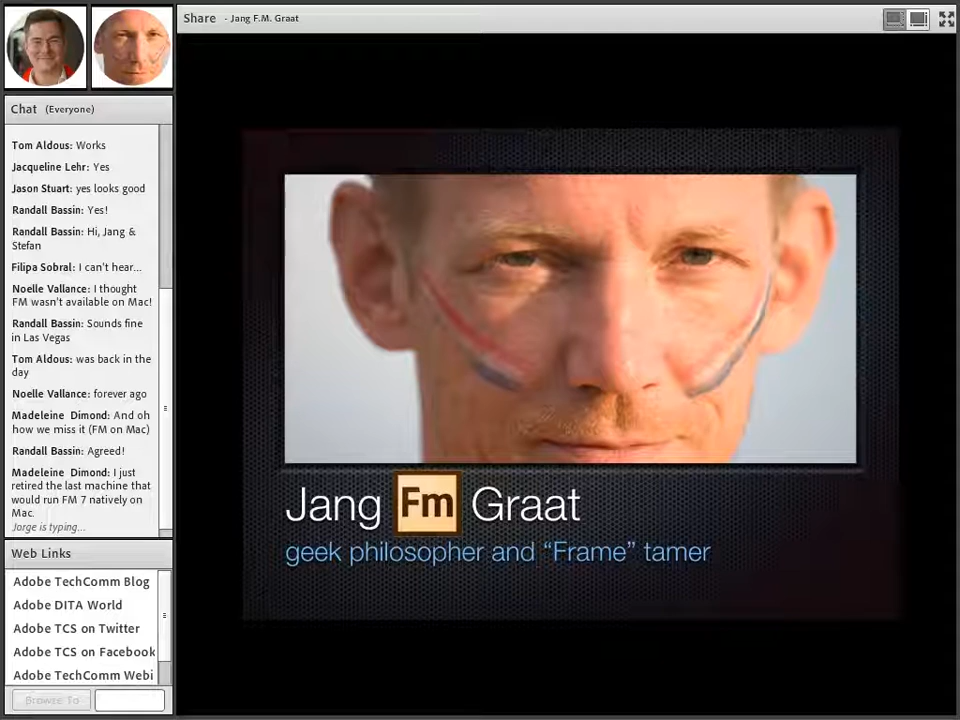 Share - Jang F.M. Graat
Chat (Everyone)
Tom Aldous: Works
Jacqueline Lehr: Yes
Jason Stuart: yes looks good
Randall Bassin: Yes!
Randall Bassin: Hi, Jang &
Stefan
Filipa Sobral: I can't hear...
Noelle Vallance: I thought
FM wasn't available on Mac!
Randall Bassin: Sounds fine
in Las Vegas
Tom Aldous: was back in the
day
Noelle Vallance: forever ago
Madeleine Dimond: And oh
how we miss it (FM on Mac)
Randall Bassin: Agreed!
Madeleine Dimond: I just
retired the last machine that
would run FM 7 natively on
Mac.
Jorge is typing...
Web Links
Adobe TechComm Blog
Adobe DITA World
Adobe TCS on Twitter
Adobe TCS on Facebook
Adobe TechComm Webi
Browse To
Jang Fm Graat
geek philosopher and “Frame” tamer